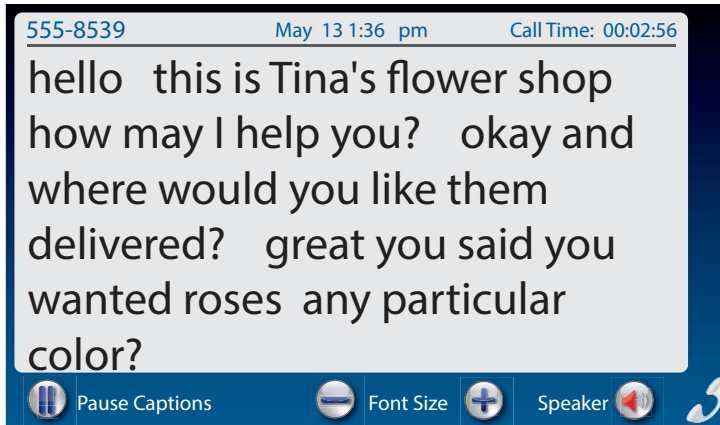 555-8539 May 13 1:36 pm Call Time: 00:02:56
hello this is Tina's flower shop
how may I help you? okay and
where would you like them
delivered? great you said you
wanted roses any particular
color?
Pause Captions Font Size Speaker